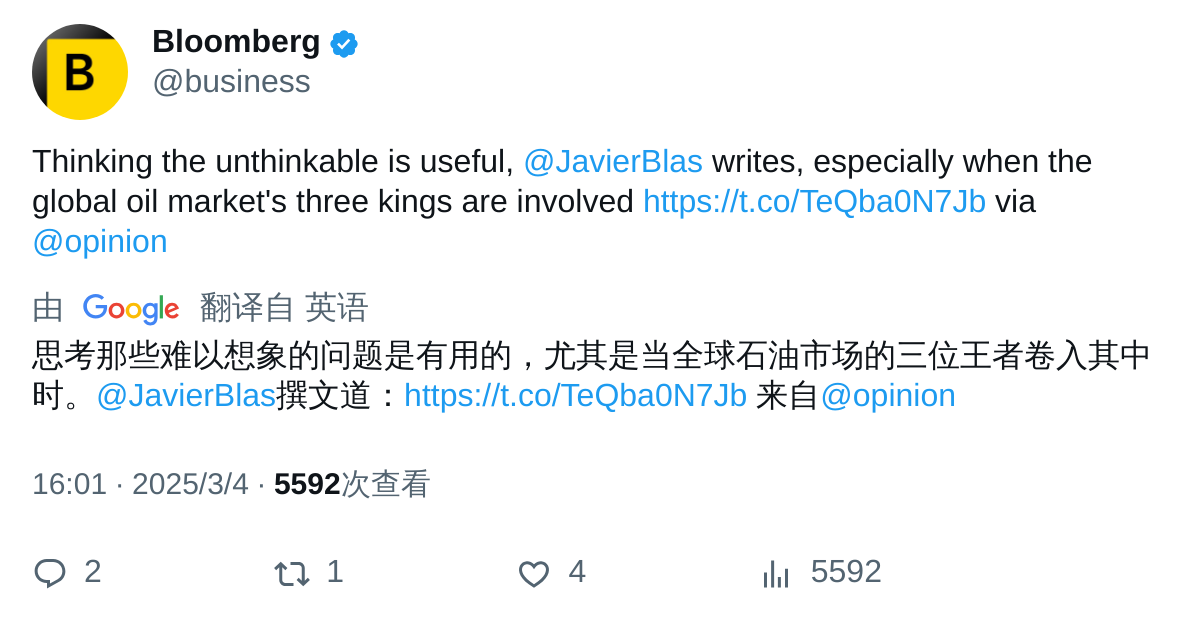 B
Bloomberg
@business
Thinking the unthinkable is useful, @JavierBlas writes, especially when the
global oil market's three kings are involved https://t.co/TeQba0N7Jb via
@opinion
由 Google 翻译自 英语
思考那些难以想象的问题是有用的，尤其是当全球石油市场的三位王者卷入其中
时。@JavierBlas撰文道：https://t.co/TeQba0N7Jb 来自@opinion
16:01 · 2025/3/4 · 5592次查看
2 1 4 5592